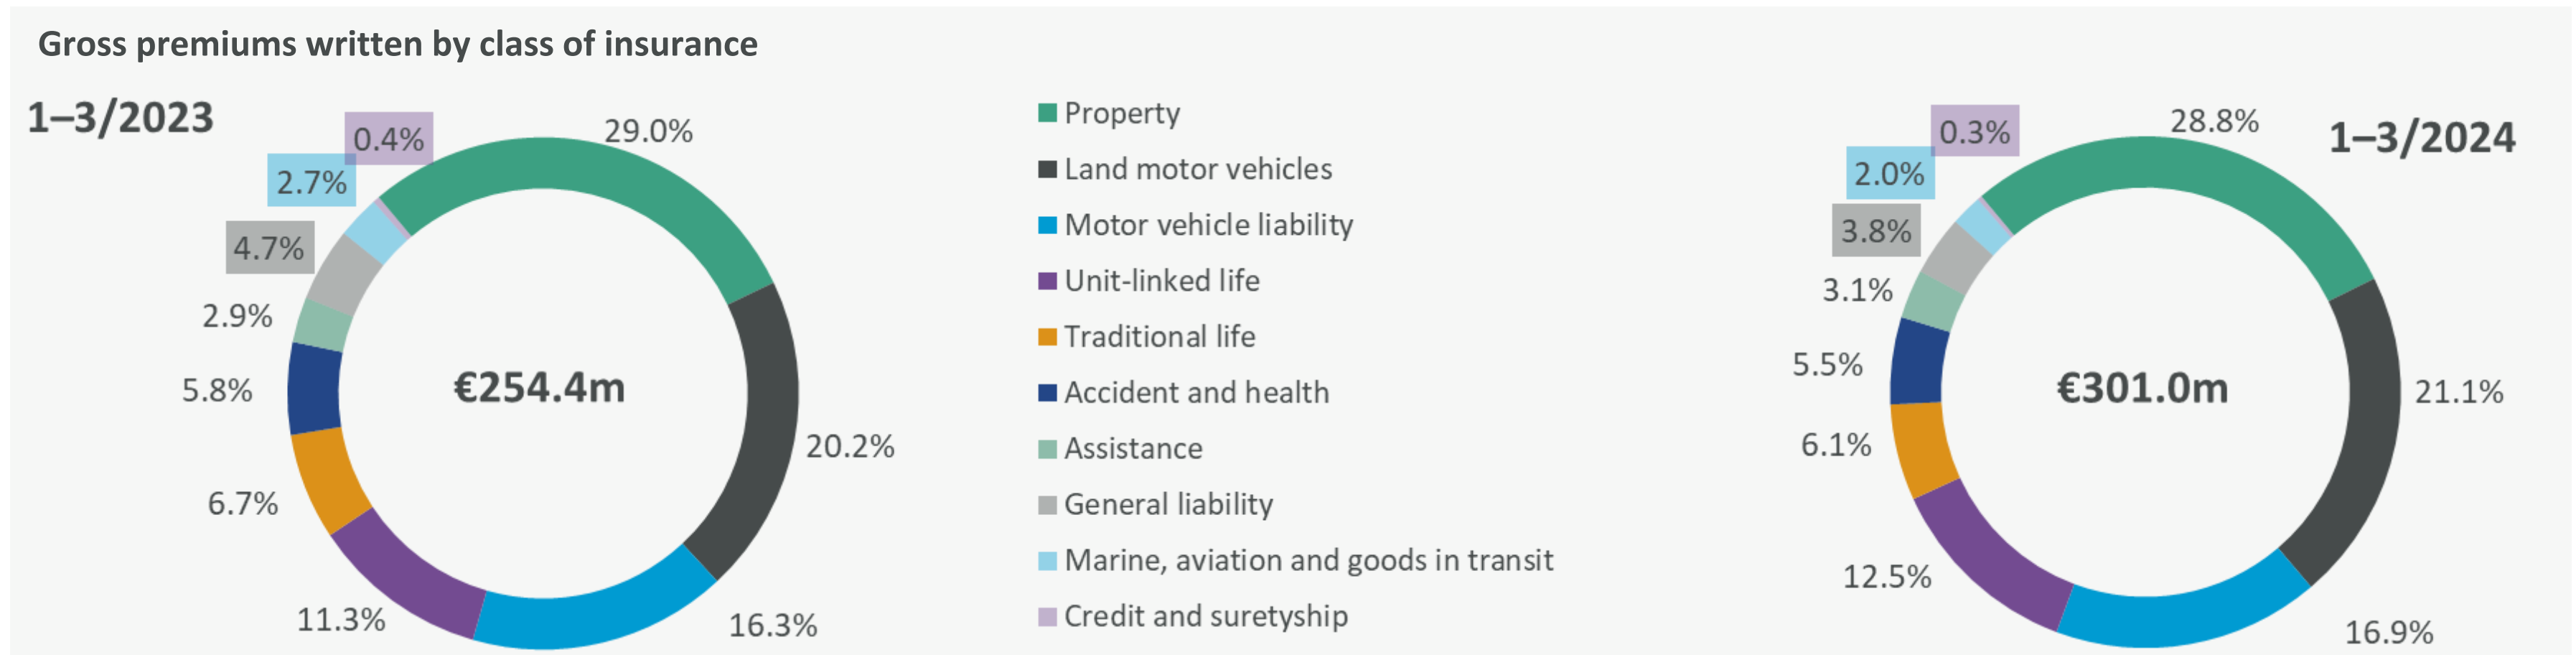 Gross premiums written by class of insurance
1–3/2023
0.4%
29.0%
2.7%
4.7%
2.9%
5.8%
€254.4m
20.2%
6.7%
11.3%
16.3%
Property
Land motor vehicles
Motor vehicle liability
Unit-linked life
Traditional life
Accident and health
Assistance
General liability
Marine, aviation and goods in transit
Credit and suretyship
1–3/2024
0.3%
28.8%
2.0%
3.8%
3.1%
5.5%
€301.0m
21.1%
6.1%
12.5%
16.9%